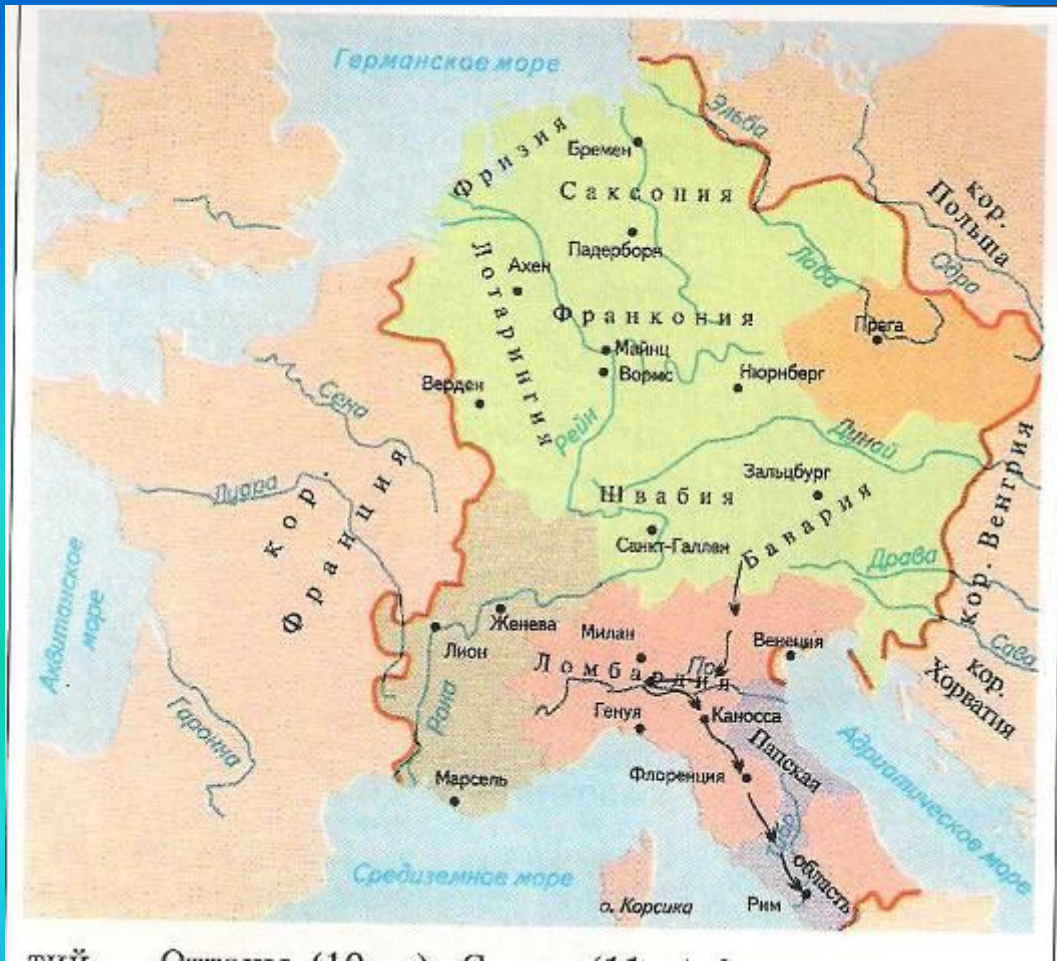 Германское море
Эльба
Фризия
Бремен
Саксония
кор.
Польша
Падерборн
Лотарингия
Ахен
Лаба
Одра
Франкония
Прага
Майнц
Вормс
Нюрнберг
Верден
Сена
Рейн
Дунай
Луара
Зальцбург
Швабия
кор. Венгрия
кор.
Франция
Санкт-Галлен
Бавария
Драва
Аквитанское
море
Женева
Милан
Венеция
Сава
Лион
Ломбардия
По
кор.
Хорватия
Рона
Гаронна
Генуя
Каносса
Папская
Флоренция
Марсель
Адриатическое море
Средиземное море
область
о. Корсика
Рим